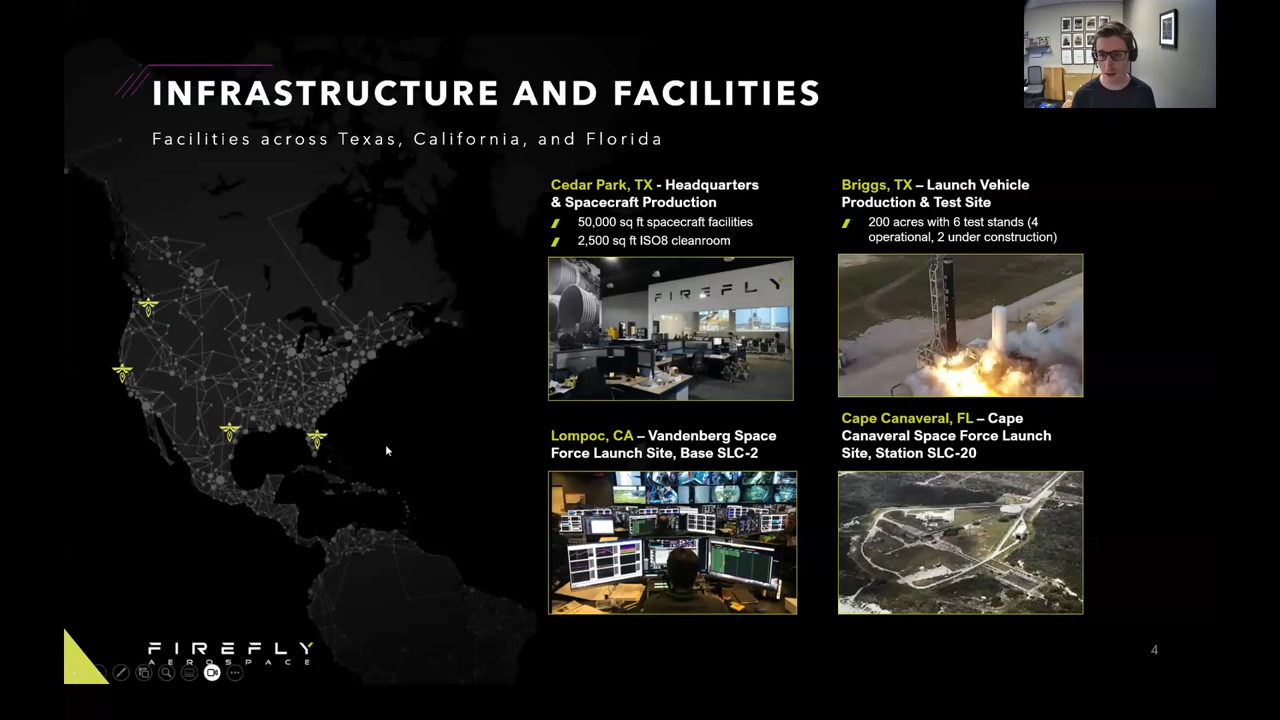 INFRASTRUCTURE AND FACILITIES
Facilities across Texas, California, and Florida
Cedar Park, TX - Headquarters
& Spacecraft Production
50,000 sq ft spacecraft facilities
2,500 sq ft ISO8 cleanroom
FIREFLY
Briggs, TX – Launch Vehicle
Production & Test Site
200 acres with 6 test stands (4
operational, 2 under construction)
Lompoc, CA – Vandenberg Space
Force Launch Site, Base SLC-2
Cape Canaveral, FL – Cape
Canaveral Space Force Launch
Site, Station SLC-20
FIREFLY
AEROSPACE
4